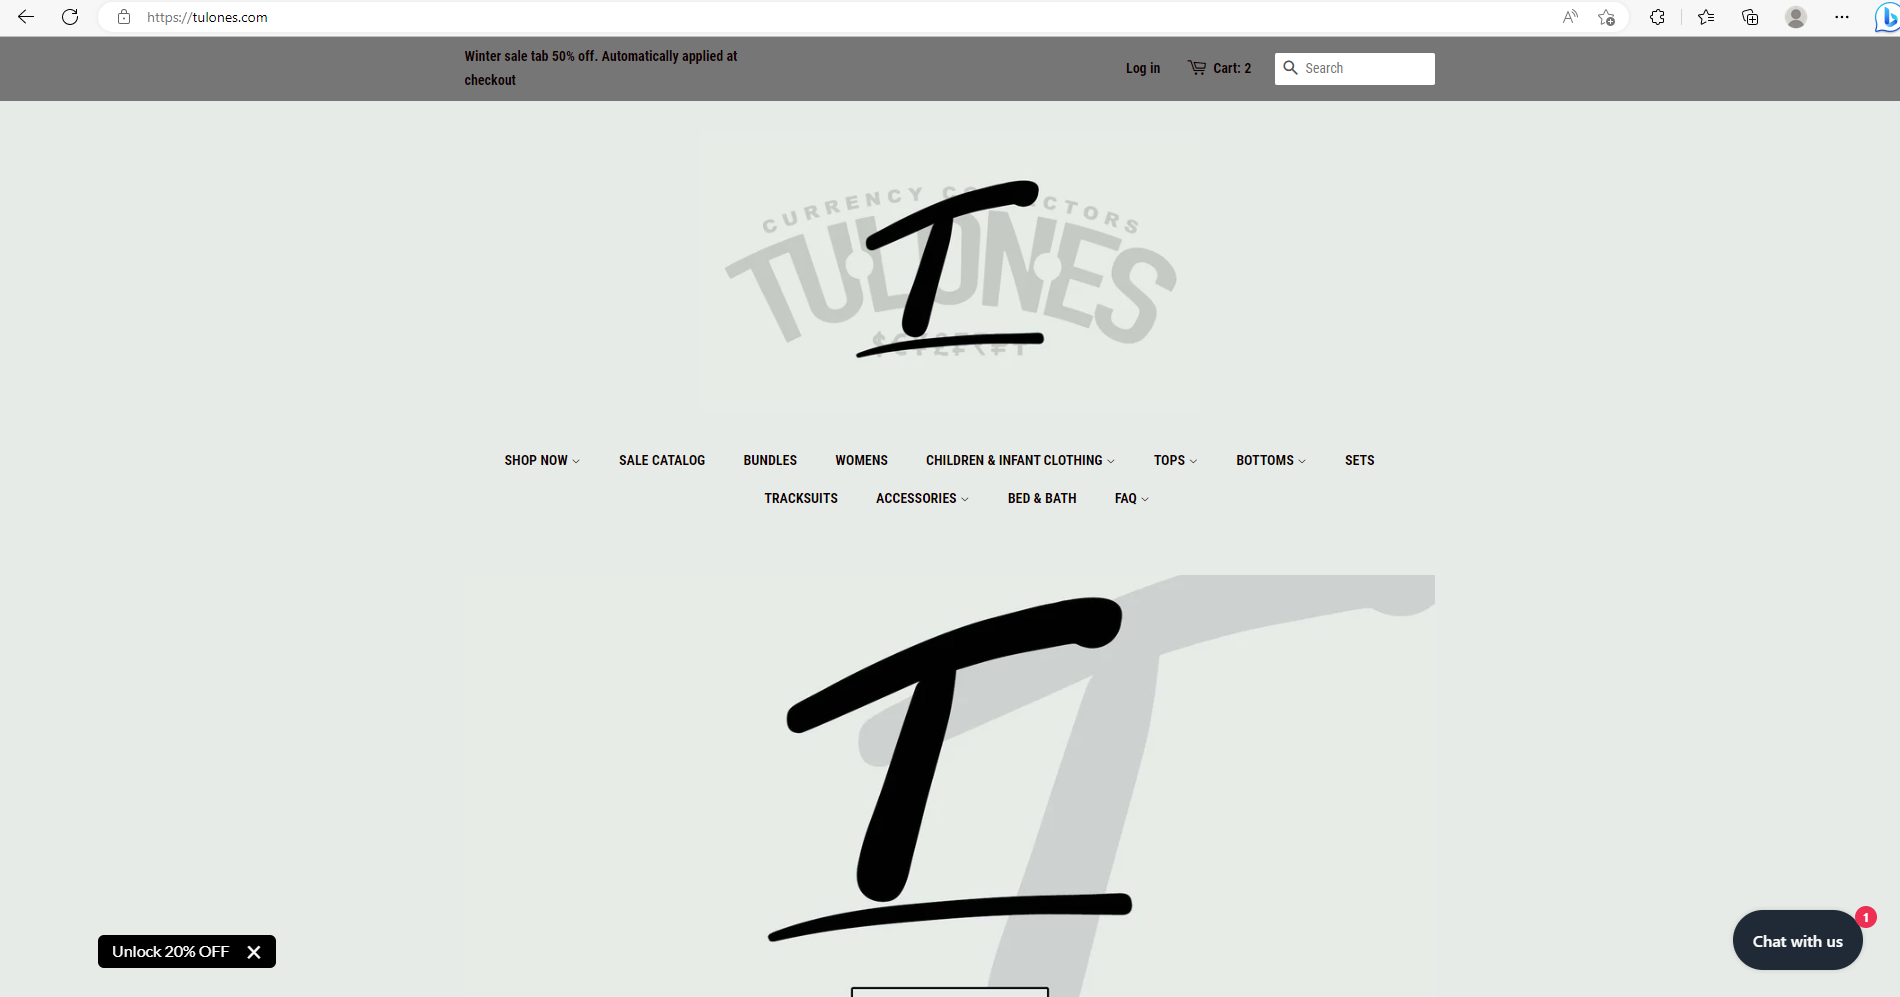 https://tulones.com
Winter sale tab 50% off. Automatically applied at
checkout
Log in
Cart: 2
Search
CURRENCY
TULONES
T
SHOP NOW
SALE CATALOG
BUNDLES
WOMENS
CHILDREN & INFANT CLOTHING
TOPS
BOTTOMS
SETS
TRACKSUITS
ACCESSORIES
BED & BATH
FAQ
T
Unlock 20% OFF
1
Chat with us